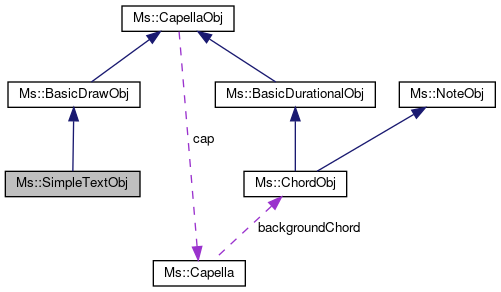 Ms::CapellaObj
Ms::BasicDrawObj
Ms::BasicDurationalObj
Ms::NoteObj
cap
Ms::SimpleTextObj
Ms::ChordObj
backgroundChord
Ms::Capella